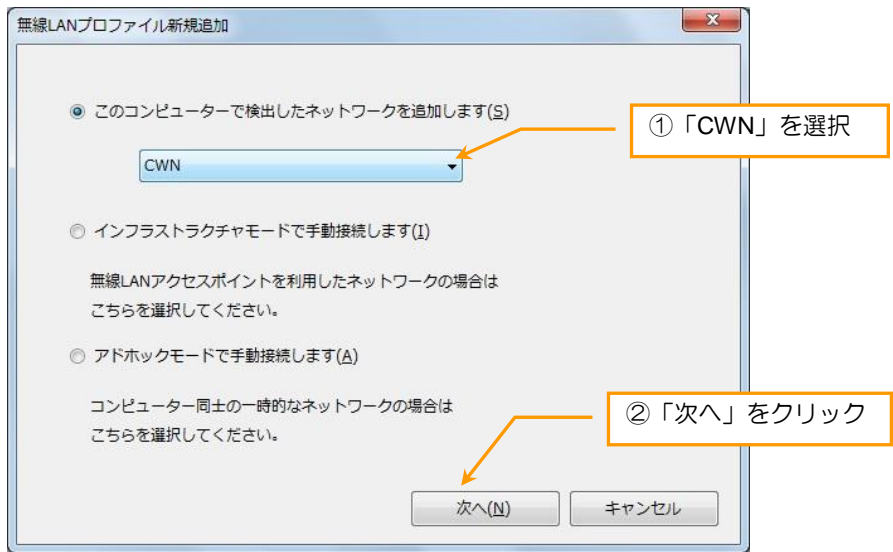 無線LANプロファイル新規追加
このコンピューターで検出したネットワークを追加します(S)
①「CWN」を選択
CWN
インフラストラクチャモードで手動接続します(I)
無線LANアクセスポイントを利用したネットワークの場合は
こちらを選択してください。
アドホックモードで手動接続します(A)
コンピューター同士の一時的なネットワークの場合は
こちらを選択してください。
②「次へ」をクリック
次へ(N)
キャンセル